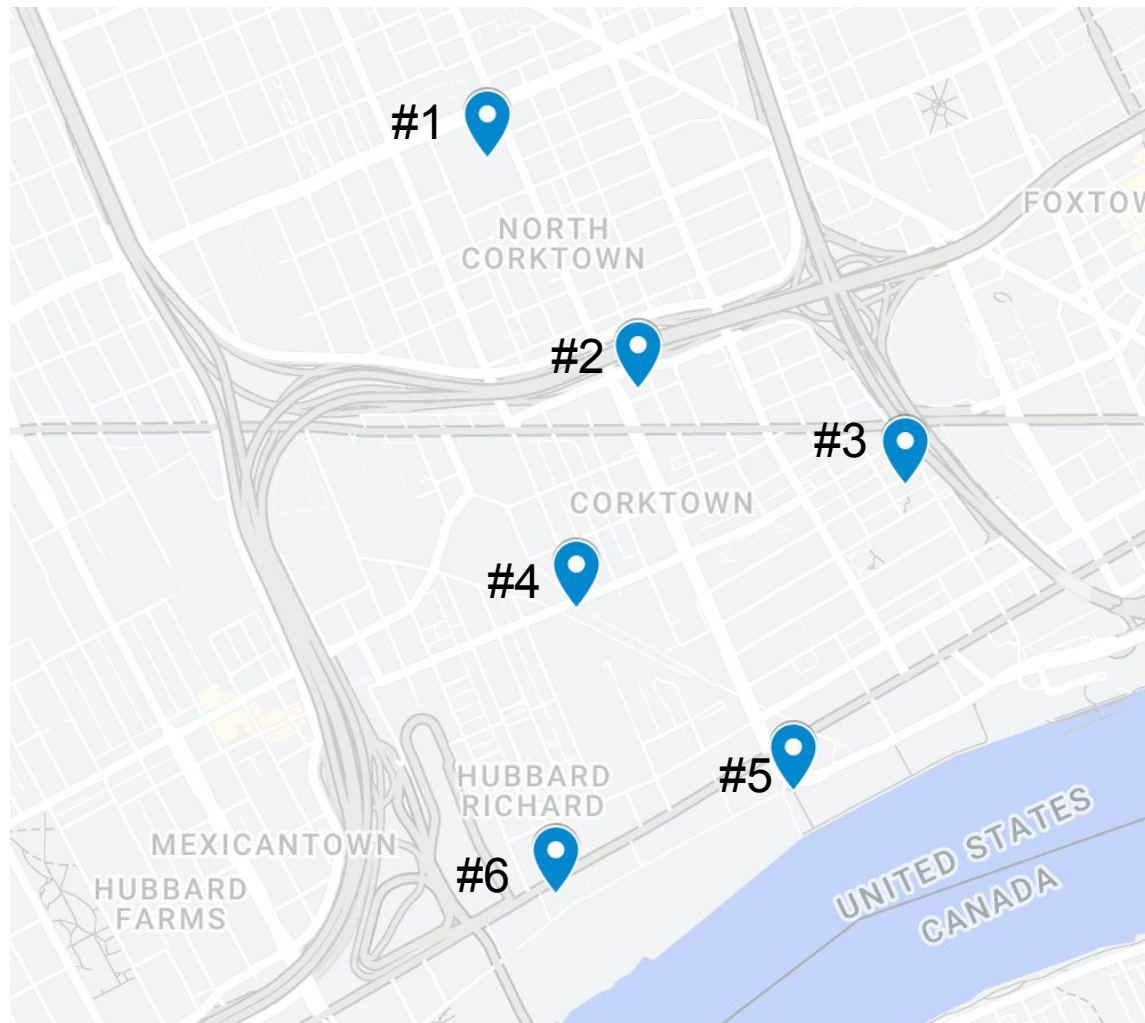 #1
FOXTOW
NORTH
CORKTOWN
#2
#3
CORKTOWN
#4
#5
HUBBARD
RICHARD
MEXICANTOWN
#6
HUBBARD
FARMS
UNITED STATES
CANADA